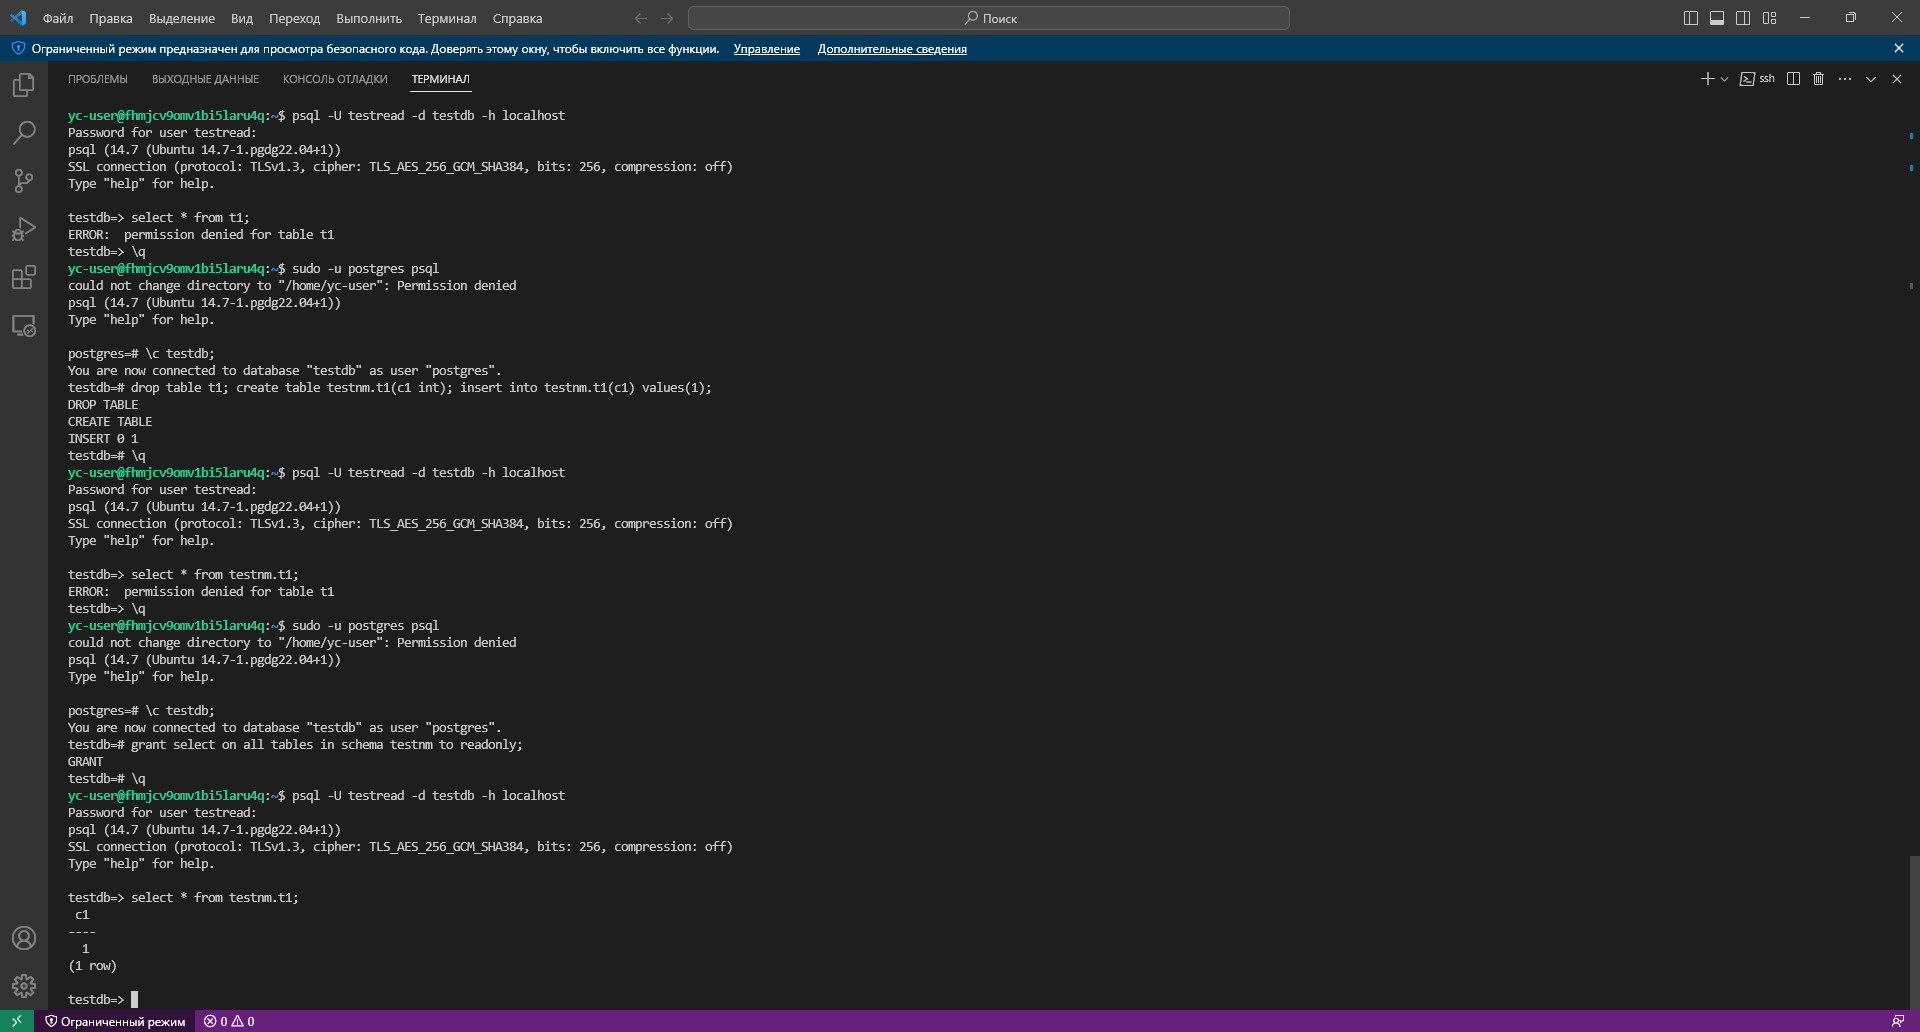 Файл Правка Выделение Вид Переход Выполнить Терминал Справка
Поиск
Ограниченный режим предназначен для просмотра безопасного кода. Доверять этому окну, чтобы включить все функции. Управление Дополнительные сведения
ПРОБЛЕМЫ ВЫХОДНЫЕ ДАННЫЕ КОНСОЛЬ ОТЛАДКИ ТЕРМИНАЛ
ssh
yc-user@fhmjcv9omv1bi5laru4q:~$ psql -U testread -d testdb -h localhost
Password for user testread:
psql (14.7 (Ubuntu 14.7-1.pgdg22.04+1))
SSL connection (protocol: TLSv1.3, cipher: TLS_AES_256_GCM_SHA384, bits: 256, compression: off)
Type "help" for help.
testdb=> select * from t1;
ERROR:  permission denied for table t1
testdb=> \q
yc-user@fhmjcv9omv1bi5laru4q:~$ sudo -u postgres psql
could not change directory to "/home/yc-user": Permission denied
psql (14.7 (Ubuntu 14.7-1.pgdg22.04+1))
Type "help" for help.
postgres=# \c testdb;
You are now connected to database "testdb" as user "postgres".
testdb=# drop table t1; create table testnm.t1(c1 int); insert into testnm.t1(c1) values(1);
DROP TABLE
CREATE TABLE
INSERT 0 1
testdb=# \q
yc-user@fhmjcv9omv1bi5laru4q:~$ psql -U testread -d testdb -h localhost
Password for user testread:
psql (14.7 (Ubuntu 14.7-1.pgdg22.04+1))
SSL connection (protocol: TLSv1.3, cipher: TLS_AES_256_GCM_SHA384, bits: 256, compression: off)
Type "help" for help.
testdb=> select * from testnm.t1;
ERROR:  permission denied for table t1
testdb=> \q
yc-user@fhmjcv9omv1bi5laru4q:~$ sudo -u postgres psql
could not change directory to "/home/yc-user": Permission denied
psql (14.7 (Ubuntu 14.7-1.pgdg22.04+1))
Type "help" for help.
postgres=# \c testdb;
You are now connected to database "testdb" as user "postgres".
testdb=# grant select on all tables in schema testnm to readonly;
GRANT
testdb=# \q
yc-user@fhmjcv9omv1bi5laru4q:~$ psql -U testread -d testdb -h localhost
Password for user testread:
psql (14.7 (Ubuntu 14.7-1.pgdg22.04+1))
SSL connection (protocol: TLSv1.3, cipher: TLS_AES_256_GCM_SHA384, bits: 256, compression: off)
Type "help" for help.
testdb=> select * from testnm.t1;
c1
----
1
(1 row)
testdb=>
Ограниченный режим 0 0